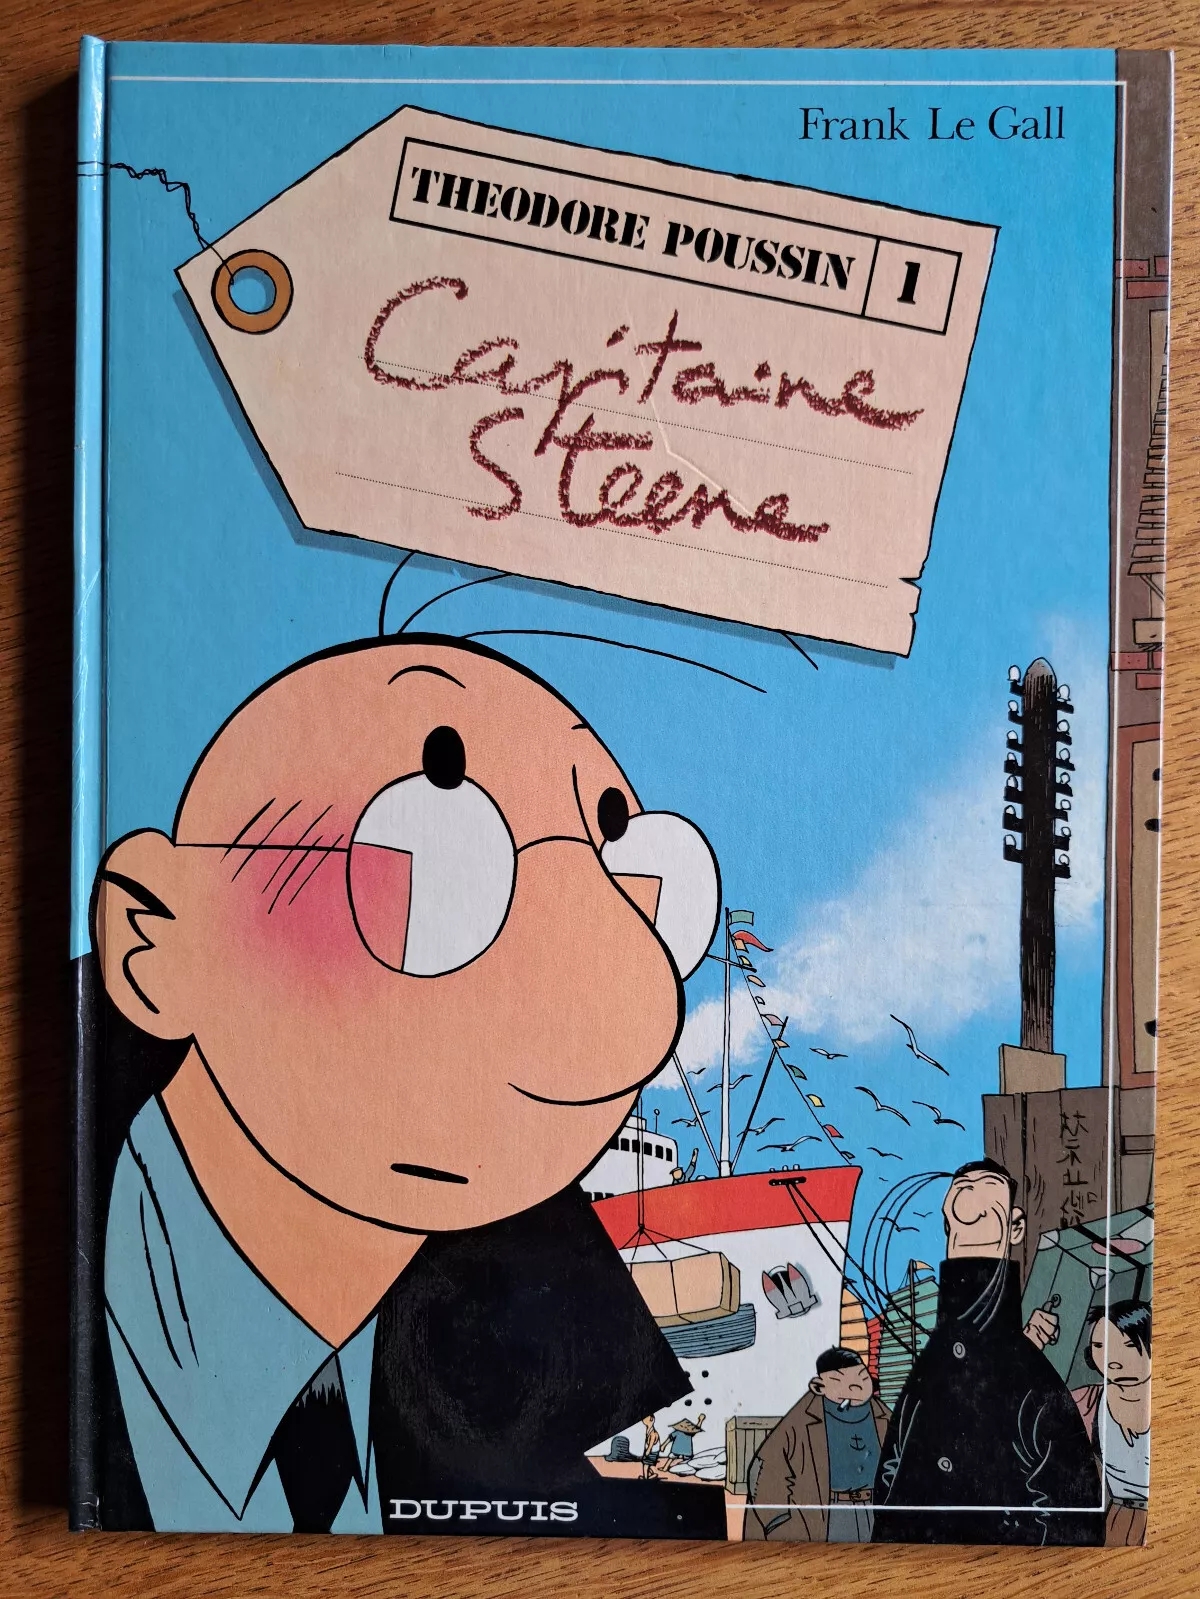 Frank Le Gall
THEODORE POUSSIN 1
Capitaine
Steene
DUPUIS